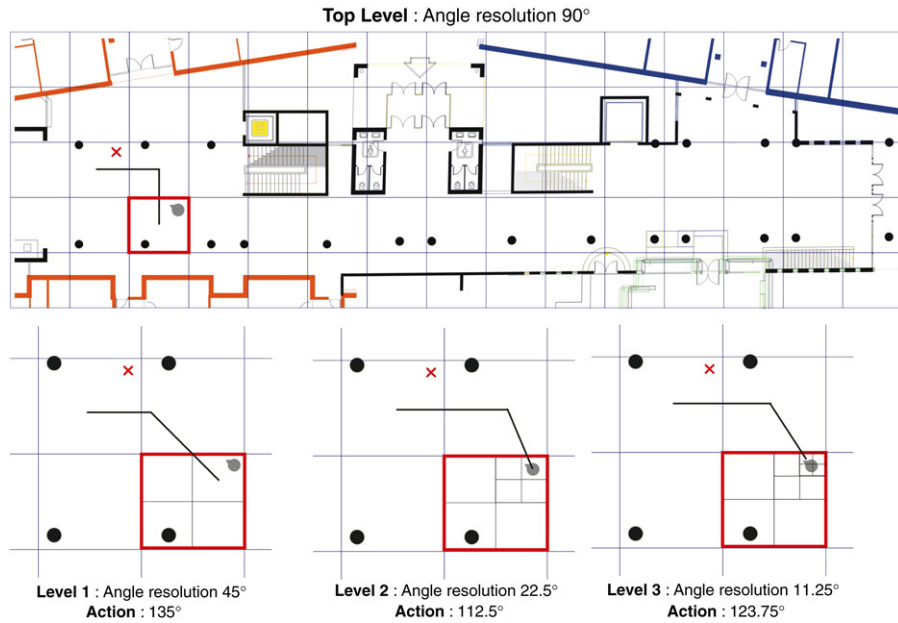 Top Level : Angle resolution 90°
Level 1 : Angle resolution 45°
Action : 135°
Level 2 : Angle resolution 22.5°
Action : 112.5°
Level 3 : Angle resolution 11.25°
Action : 123.75°